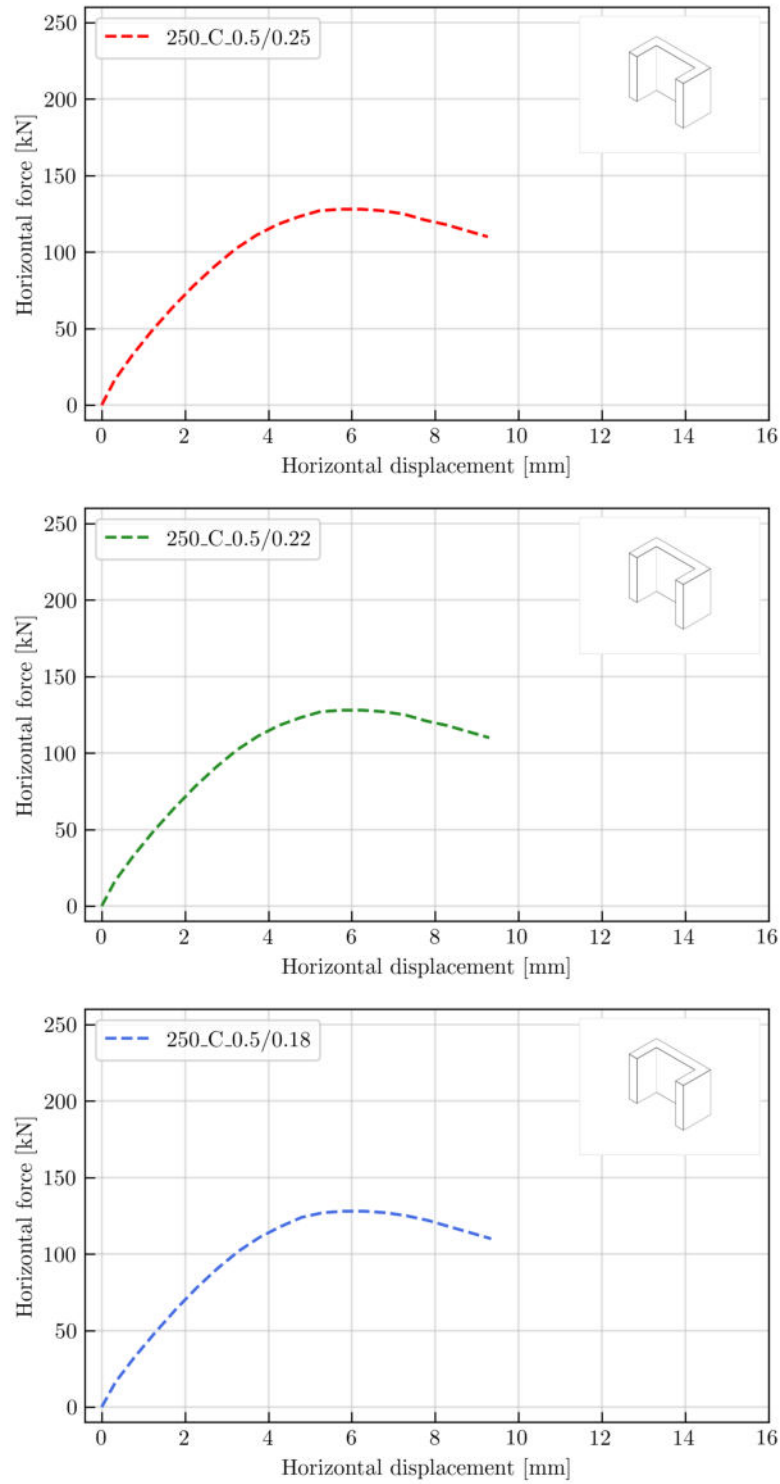 250
200
150
100
50
0
Horizontal force [kN]
250_C_0.5/0.25
0 2 4 6 8 10 12 14 16
Horizontal displacement [mm]
250
200
150
100
50
0
Horizontal force [kN]
250_C_0.5/0.22
0 2 4 6 8 10 12 14 16
Horizontal displacement [mm]
250
200
150
100
50
0
Horizontal force [kN]
250_C_0.5/0.18
0 2 4 6 8 10 12 14 16
Horizontal displacement [mm]